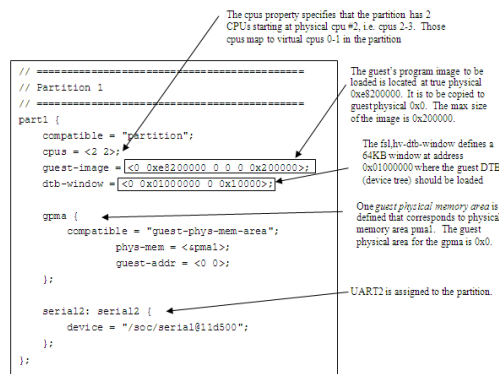 The cpus property specifies that the partition has 2
CPUs starting at physical cpu #2, i.e. cpus 2-3. Those
cpus map to virtual cpus 0-1 in the partition
// ==========================================
// Partition 1
// ==========================================
part1 {
compatible = "partition";
cpus = <2 2>;
guest-image = <0 0xe8200000 0 0 0 0x200000>;
dtb-window = <0 0x01000000 0 0x10000>;
gpma {
compatible = "guest-phys-mem-area";
phys-mem = <&pma1>;
guest-addr = <0 0>;
};
serial2: serial2 {
device = "/soc/serial@11d500";
};
};
The guest's program image to be
loaded is located at true physical
0xe8200000. It is to be copied to
guest physical 0x0. The max size
of the image is 0x200000.
The fsl,hv-dtb-window defines a
64KB window at address
0x01000000 where the guest DTB
(device tree) should be loaded
One guest physical memory area is
defined that corresponds to physical
memory area pma1. The guest
physical area for the gpma is 0x0.
UART2 is assigned to the partition.